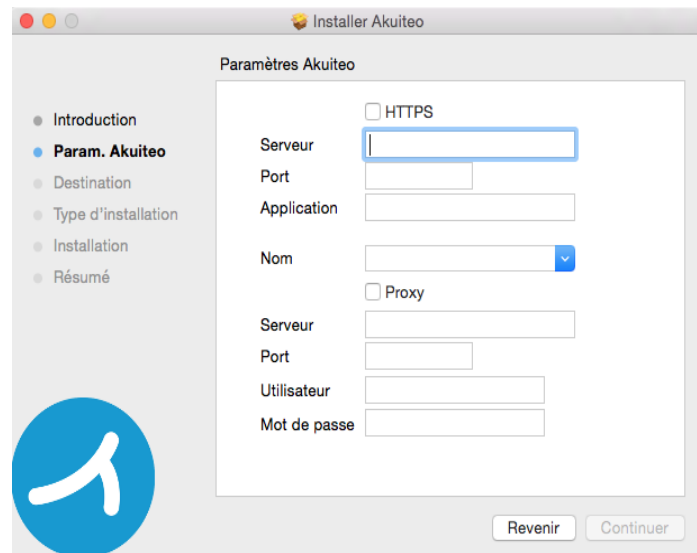 Installer Akuiteo
Paramètres Akuiteo
Introduction
Param. Akuiteo
Destination
Type d'installation
Installation
Résumé
HTTPS
Serveur
Port
Application
Nom
Proxy
Serveur
Port
Utilisateur
Mot de passe
Revenir
Continuer